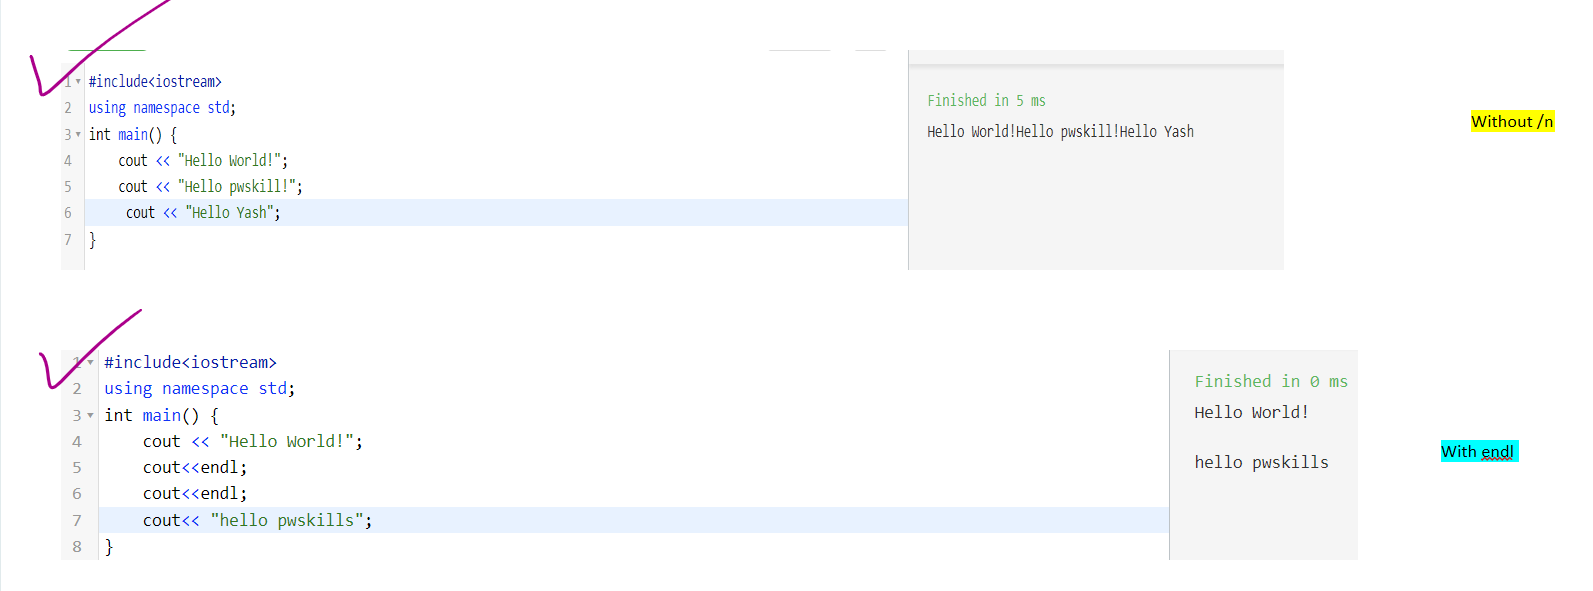 1 #include<iostream>
2 using namespace std;
3 int main() {
4 cout << "Hello World!";
5 cout << "Hello pwskill!";
6 cout << "Hello Yash";
7 }
Finished in 5 ms
Hello World!Hello pwskill!Hello Yash
Without /n
1 #include<iostream>
2 using namespace std;
3 int main() {
4 cout << "Hello World!";
5 cout<<endl;
6 cout<<endl;
7 cout<< "hello pwskills";
8 }
Finished in 0 ms
Hello World!
hello pwskills
With endl